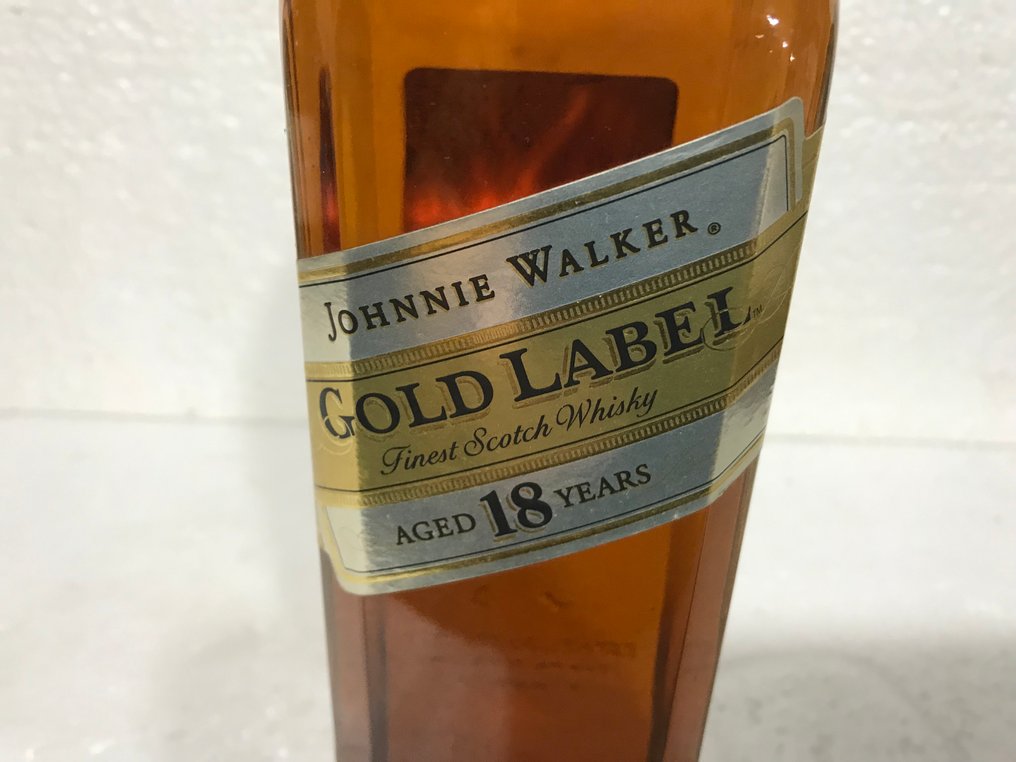 JOHNNIE WALKER®
GOLD LABEL™
Finest Scotch Whisky
AGED 18 YEARS